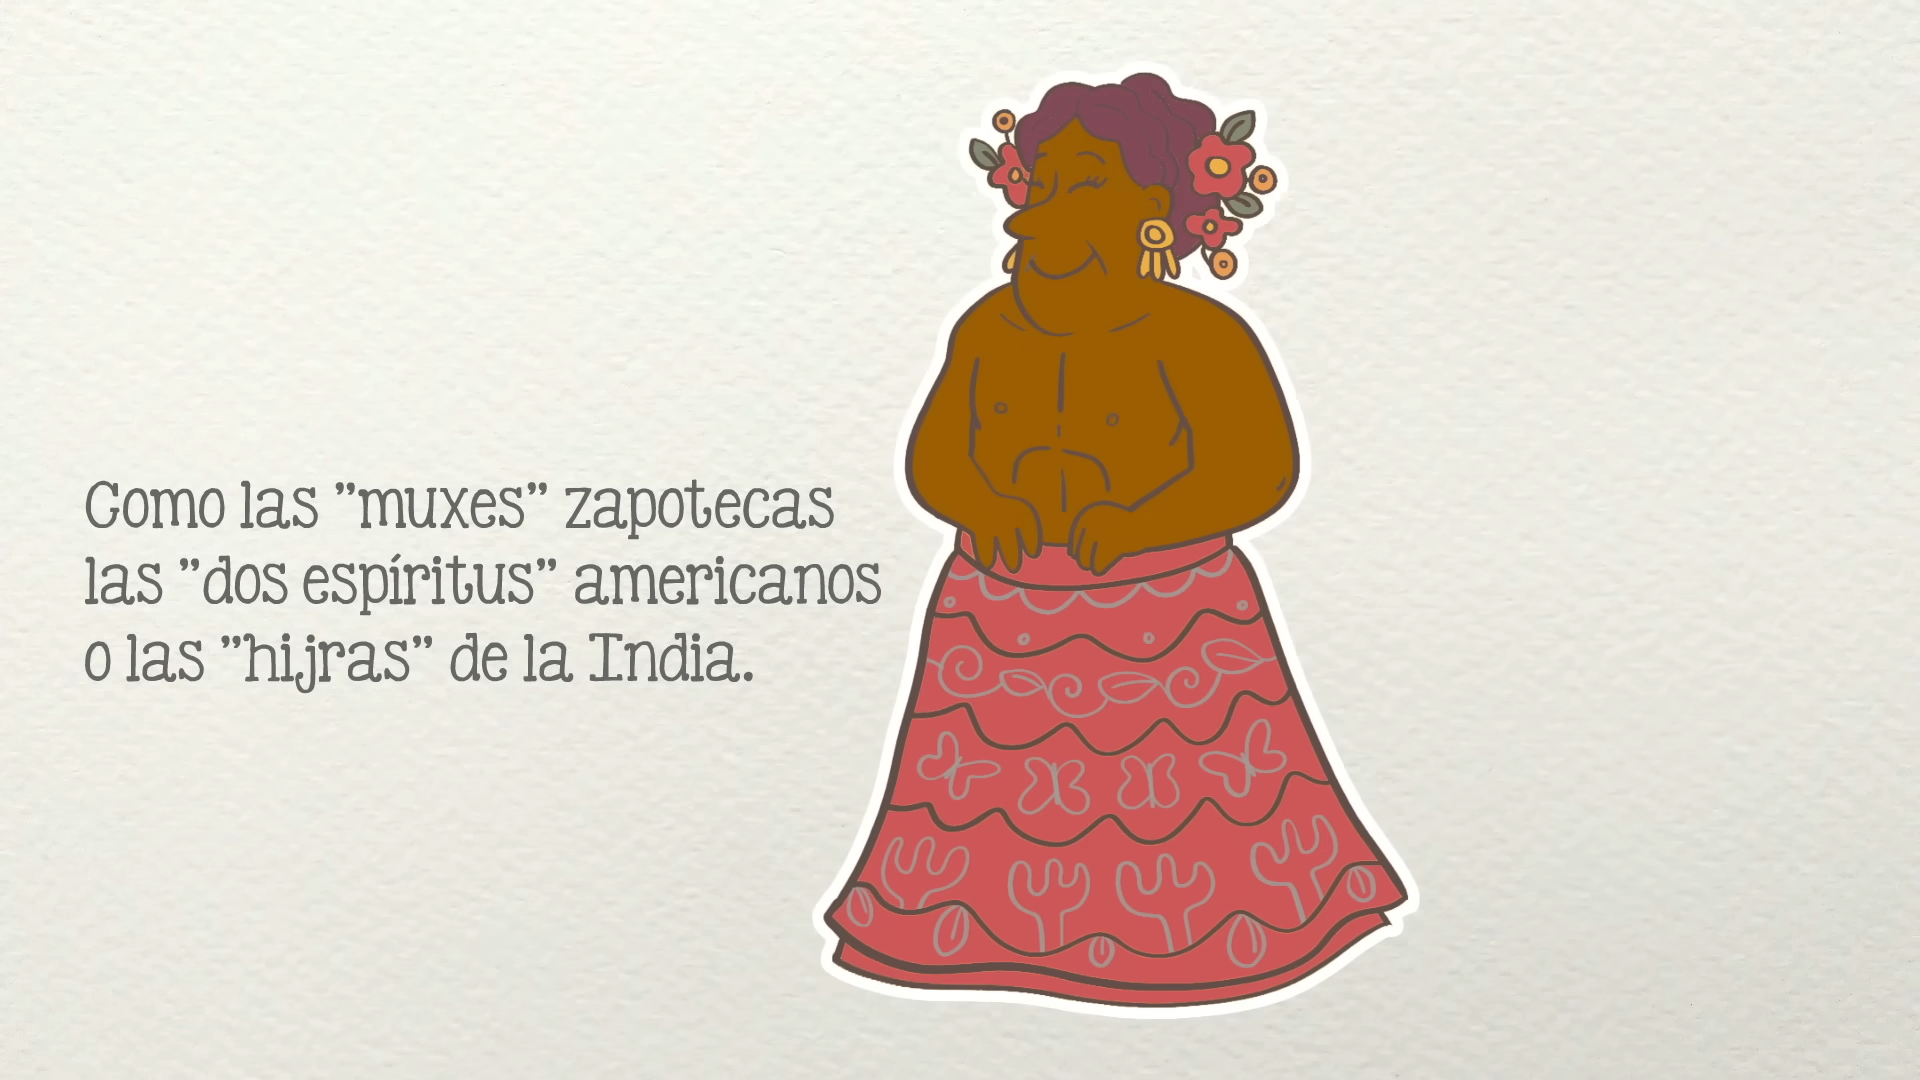 Como las ”muxes” zapotecas
las ”dos espíritus” americanos
o las ”hijras” de la India.